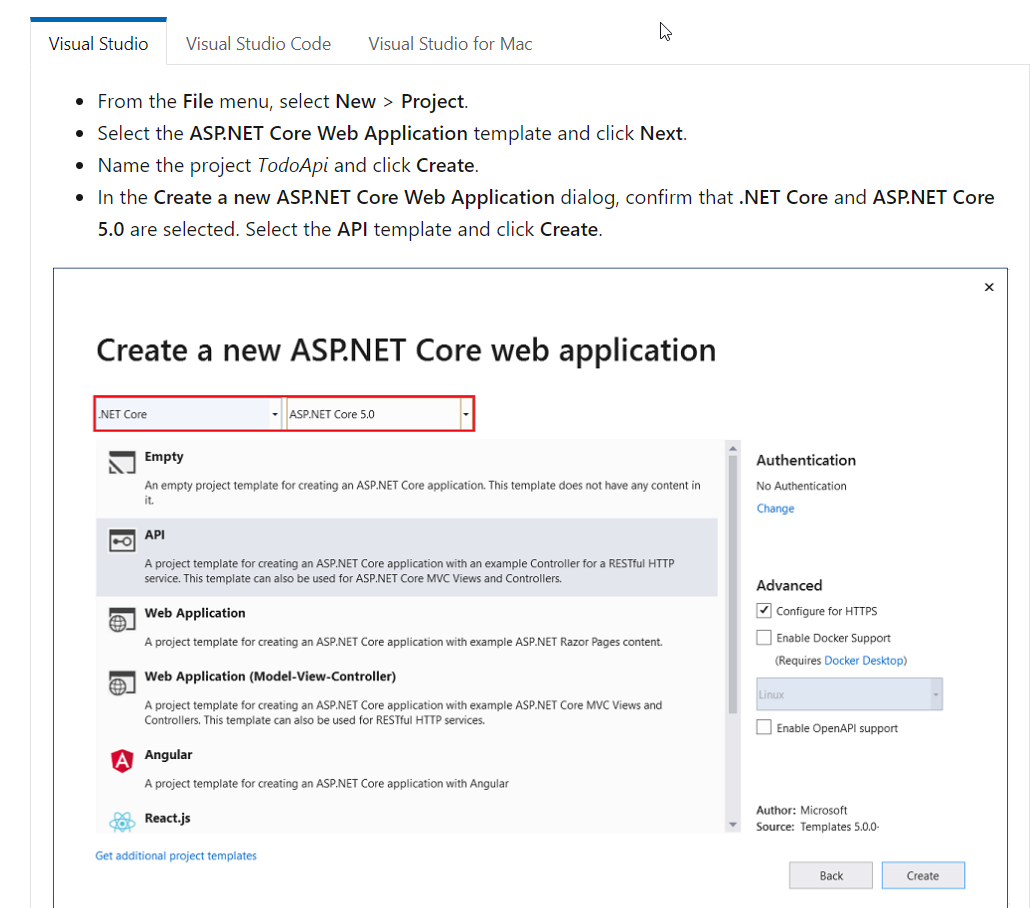 Visual Studio Visual Studio Code Visual Studio for Mac
From the File menu, select New > Project.
Select the ASP.NET Core Web Application template and click Next.
Name the project TodoApi and click Create.
In the Create a new ASP.NET Core Web Application dialog, confirm that .NET Core and ASP.NET Core
5.0 are selected. Select the API template and click Create.
Create a new ASP.NET Core web application
.NET Core ASP.NET Core 5.0
Empty
An empty project template for creating an ASP.NET Core application. This template does not have any content in
it.
API
A project template for creating an ASP.NET Core application with an example Controller for a RESTful HTTP
service. This template can also be used for ASP.NET Core MVC Views and Controllers.
Web Application
A project template for creating an ASP.NET Core application with example ASP.NET Razor Pages content.
Web Application (Model-View-Controller)
A project template for creating an ASP.NET Core application with example ASP.NET Core MVC Views and
Controllers. This template can also be used for RESTful HTTP services.
Angular
A project template for creating an ASP.NET Core application with Angular
React.js
Get additional project templates
Authentication
No Authentication
Change
Advanced
Configure for HTTPS
Enable Docker Support
(Requires Docker Desktop)
Linux
Enable OpenAPI support
Author: Microsoft
Source: Templates 5.0.0-
Back Create